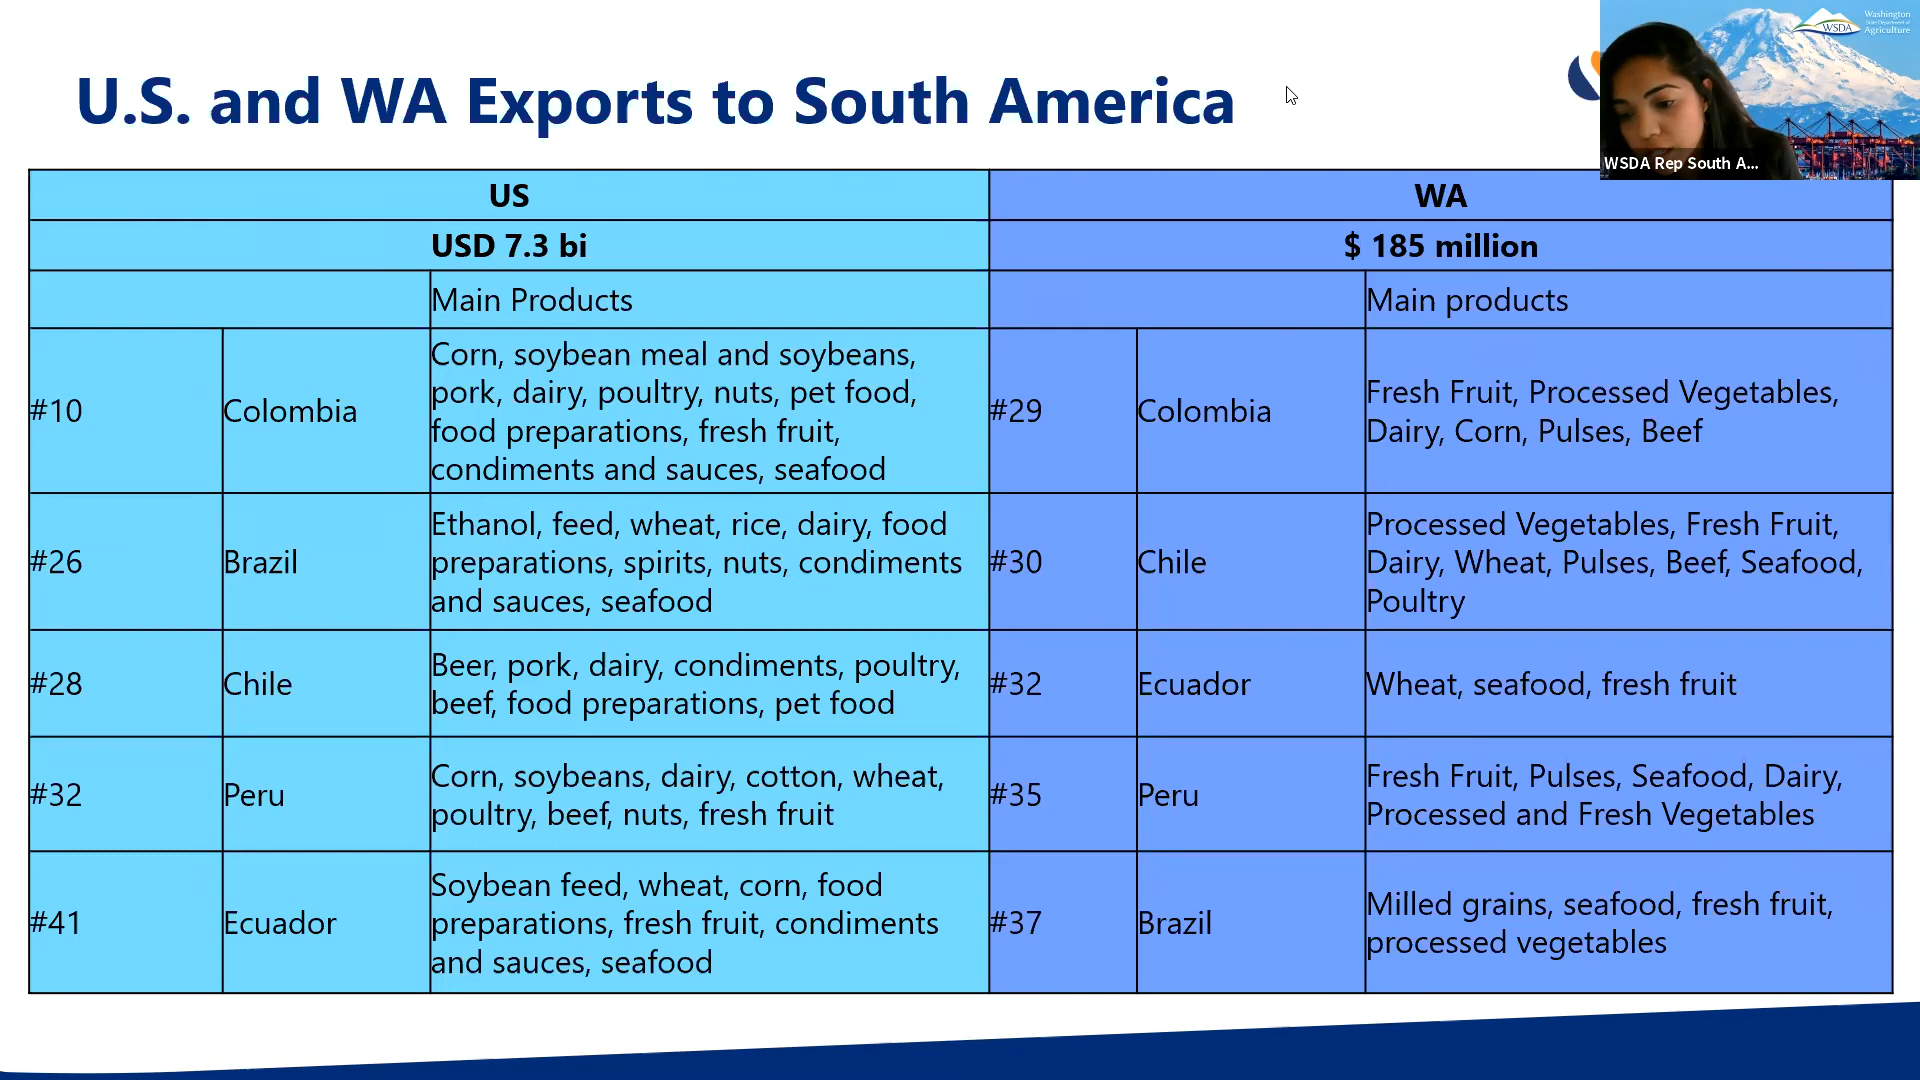 U.S. and WA Exports to South America
WSDA
Washington
State Department of
Agriculture
WSDA Rep South A...
US
WA
USD 7.3 bi
$ 185 million
Main Products
Main products
#10
Colombia
Corn, soybean meal and soybeans,
pork, dairy, poultry, nuts, pet food,
food preparations, fresh fruit,
condiments and sauces, seafood
#29
Colombia
Fresh Fruit, Processed Vegetables,
Dairy, Corn, Pulses, Beef
#26
Brazil
Ethanol, feed, wheat, rice, dairy, food
preparations, spirits, nuts, condiments
and sauces, seafood
#30
Chile
Processed Vegetables, Fresh Fruit,
Dairy, Wheat, Pulses, Beef, Seafood,
Poultry
#28
Chile
Beer, pork, dairy, condiments, poultry,
beef, food preparations, pet food
#32
Ecuador
Wheat, seafood, fresh fruit
#32
Peru
Corn, soybeans, dairy, cotton, wheat,
poultry, beef, nuts, fresh fruit
#35
Peru
Fresh Fruit, Pulses, Seafood, Dairy,
Processed and Fresh Vegetables
#41
Ecuador
Soybean feed, wheat, corn, food
preparations, fresh fruit, condiments
and sauces, seafood
#37
Brazil
Milled grains, seafood, fresh fruit,
processed vegetables